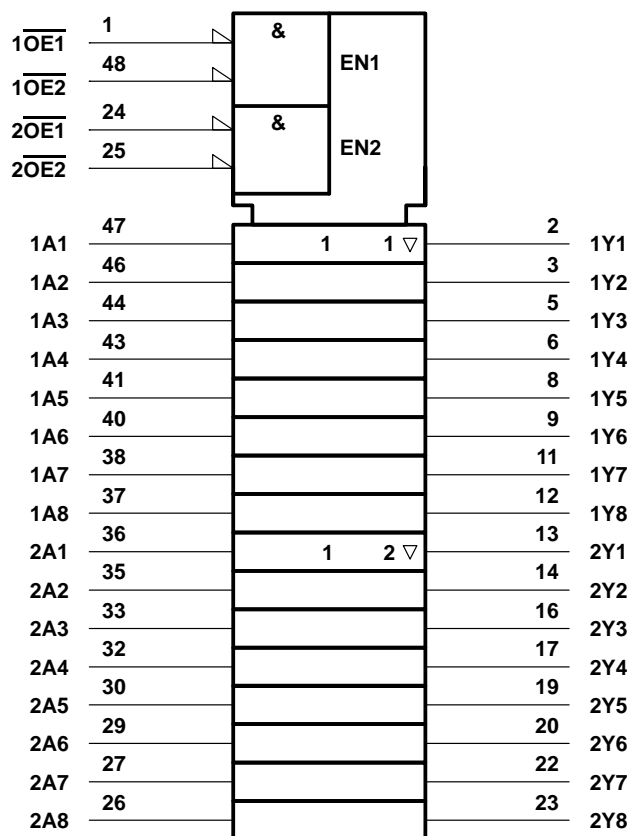 1OE1 1 & EN1
1OE2 48
2OE1 24 & EN2
2OE2 25
1A1 47 1 1 ▽ 2 1Y1
1A2 46 3 1Y2
1A3 44 5 1Y3
1A4 43 6 1Y4
1A5 41 8 1Y5
1A6 40 9 1Y6
1A7 38 11 1Y7
1A8 37 12 1Y8
2A1 36 1 2 ▽ 13 2Y1
2A2 35 14 2Y2
2A3 33 16 2Y3
2A4 32 17 2Y4
2A5 30 19 2Y5
2A6 29 20 2Y6
2A7 27 22 2Y7
2A8 26 23 2Y8